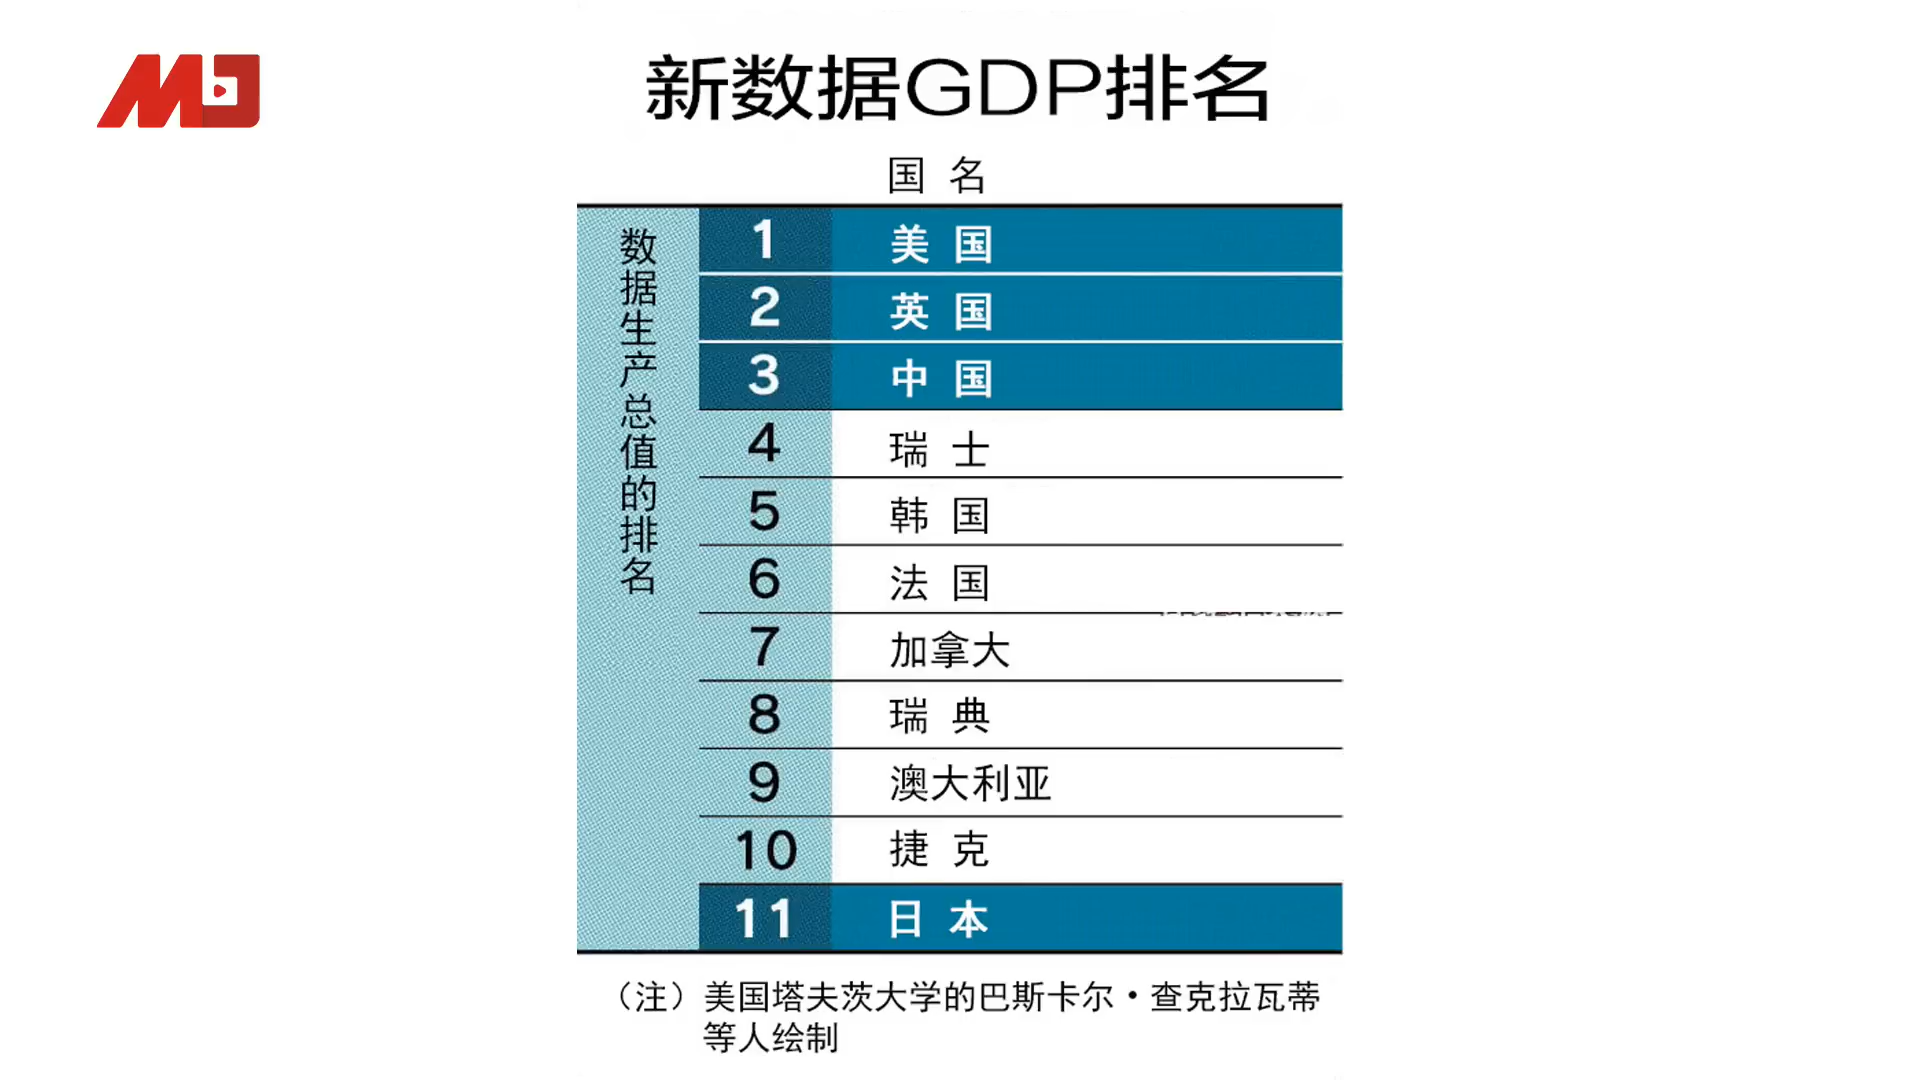 MJ
新数据GDP排名
国名
数据生产总值的排名
1 美国
2 英国
3 中国
4 瑞士
5 韩国
6 法国
7 加拿大
8 瑞典
9 澳大利亚
10 捷克
11 日本
（注）美国塔夫茨大学的巴斯卡尔·查克拉瓦蒂
等人绘制